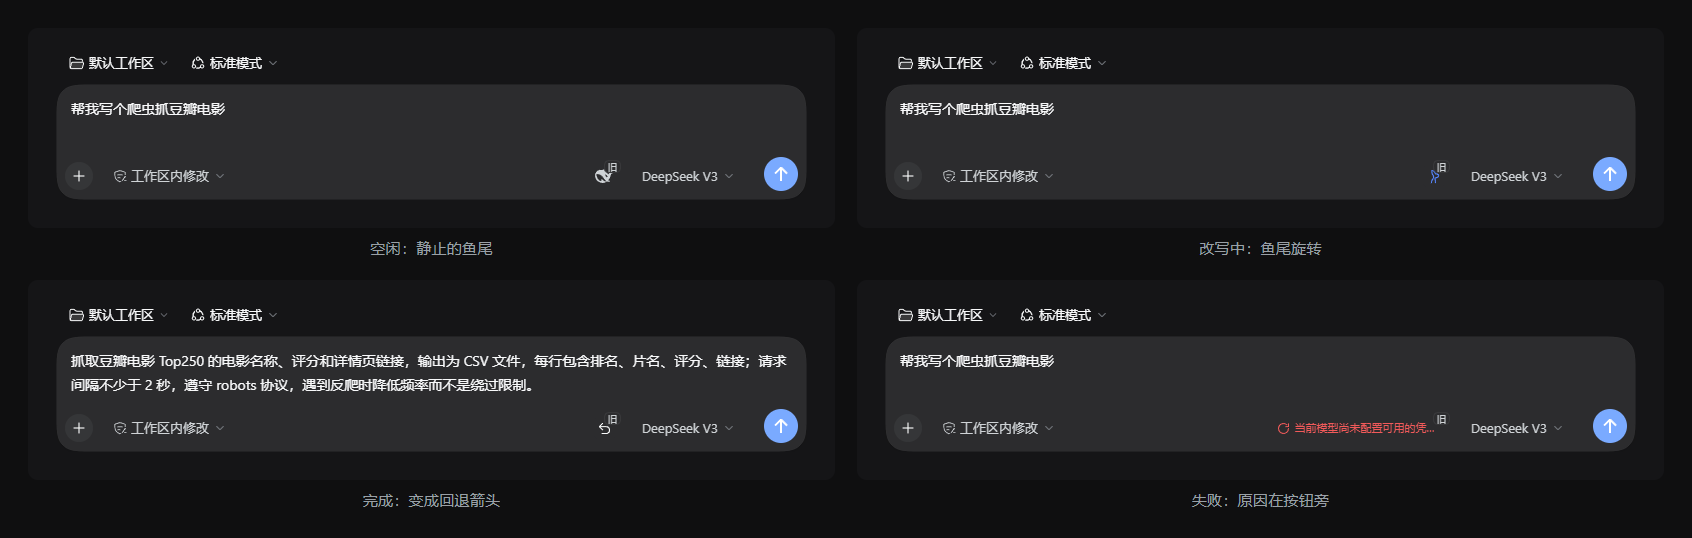 默认工作区 标准模式
帮我写个爬虫抓豆瓣电影
工作区内修改 旧 DeepSeek V3
空闲：静止的鱼尾
默认工作区 标准模式
帮我写个爬虫抓豆瓣电影
工作区内修改 旧 DeepSeek V3
改写中：鱼尾旋转
默认工作区 标准模式
抓取豆瓣电影 Top250 的电影名称、评分和详情页链接，输出为 CSV 文件，每行包含排名、片名、评分、链接；请求
间隔不少于 2 秒，遵守 robots 协议，遇到反爬时降低频率而不是绕过限制。
工作区内修改 旧 DeepSeek V3
完成：变成回退箭头
默认工作区 标准模式
帮我写个爬虫抓豆瓣电影
工作区内修改 当前模型尚未配置可用的凭... 旧 DeepSeek V3
失败：原因在按钮旁